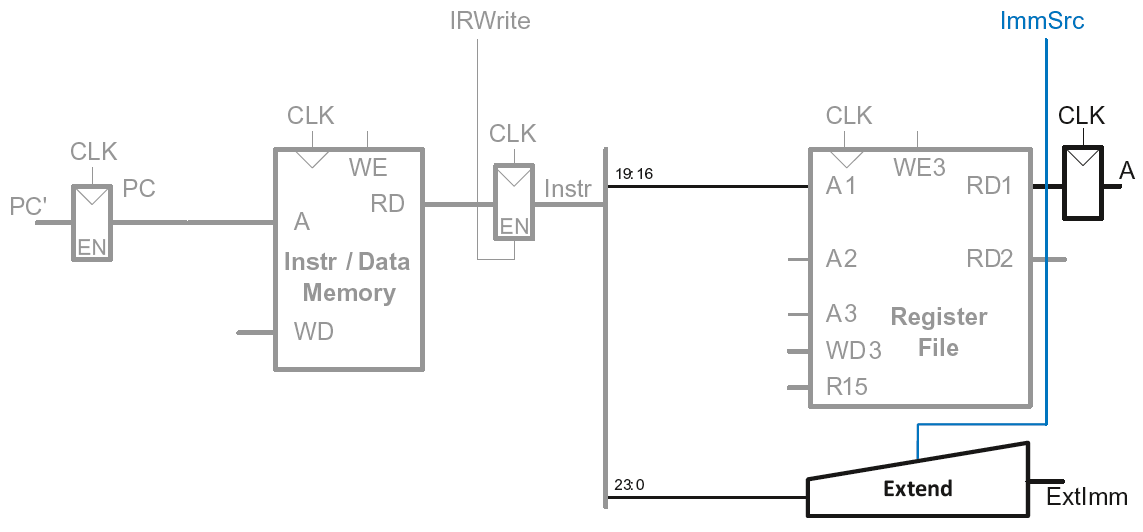 IRWrite
ImmSrc
CLK
CLK
CLK
CLK
CLK
PC'
PC
EN
WE
RD
A
Instr / Data
Memory
WD
EN
Instr
19:16
A1
WE3
RD1
A
A2
RD2
A3
Register
File
WD3
R15
23:0
Extend
ExtImm